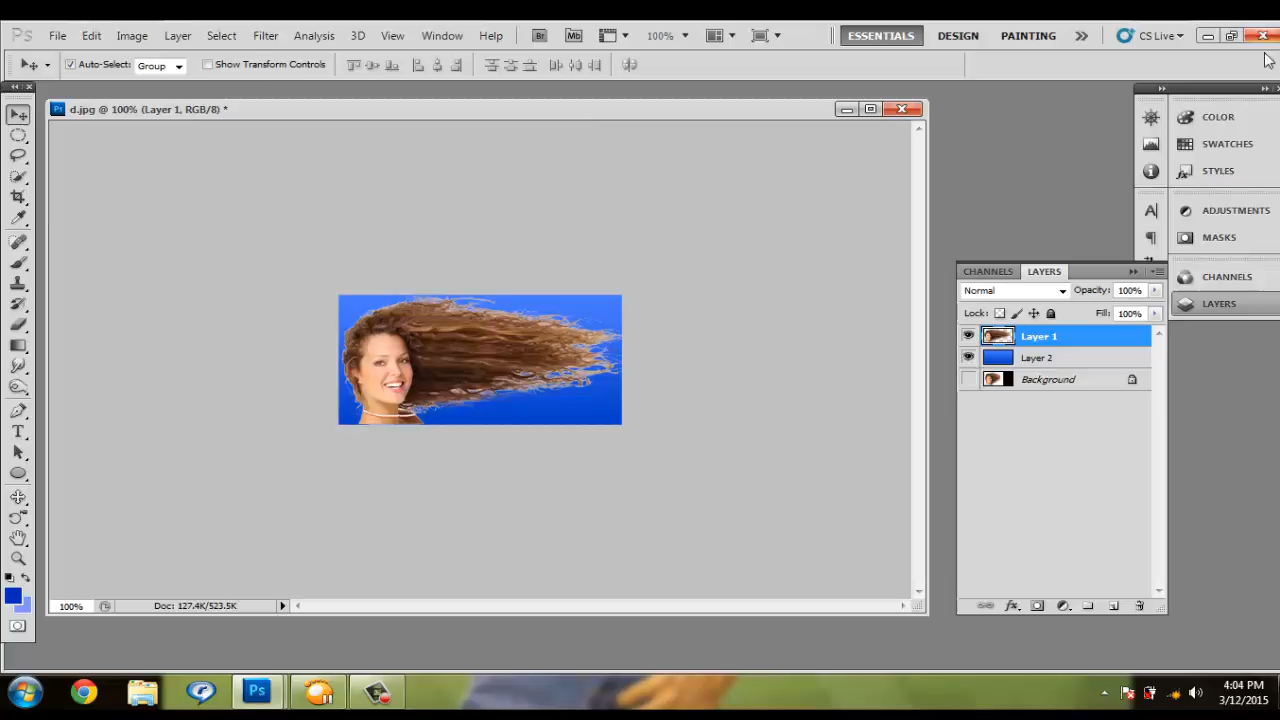 Ps File Edit Image Layer Select Filter Analysis 3D View Window Help Br Mb 100% ESSENTIALS DESIGN PAINTING CS Live
Auto-Select: Group Show Transform Controls
Ps d.jpg @ 100% (Layer 1, RGB/8) *
COLOR
SWATCHES
STYLES
ADJUSTMENTS
MASKS
CHANNELS
LAYERS
CHANNELS LAYERS
Normal Opacity: 100%
Lock: Fill: 100%
Layer 1
Layer 2
Background
100% Doc: 127.4K/523.5K
Ps
4:04 PM
3/12/2015